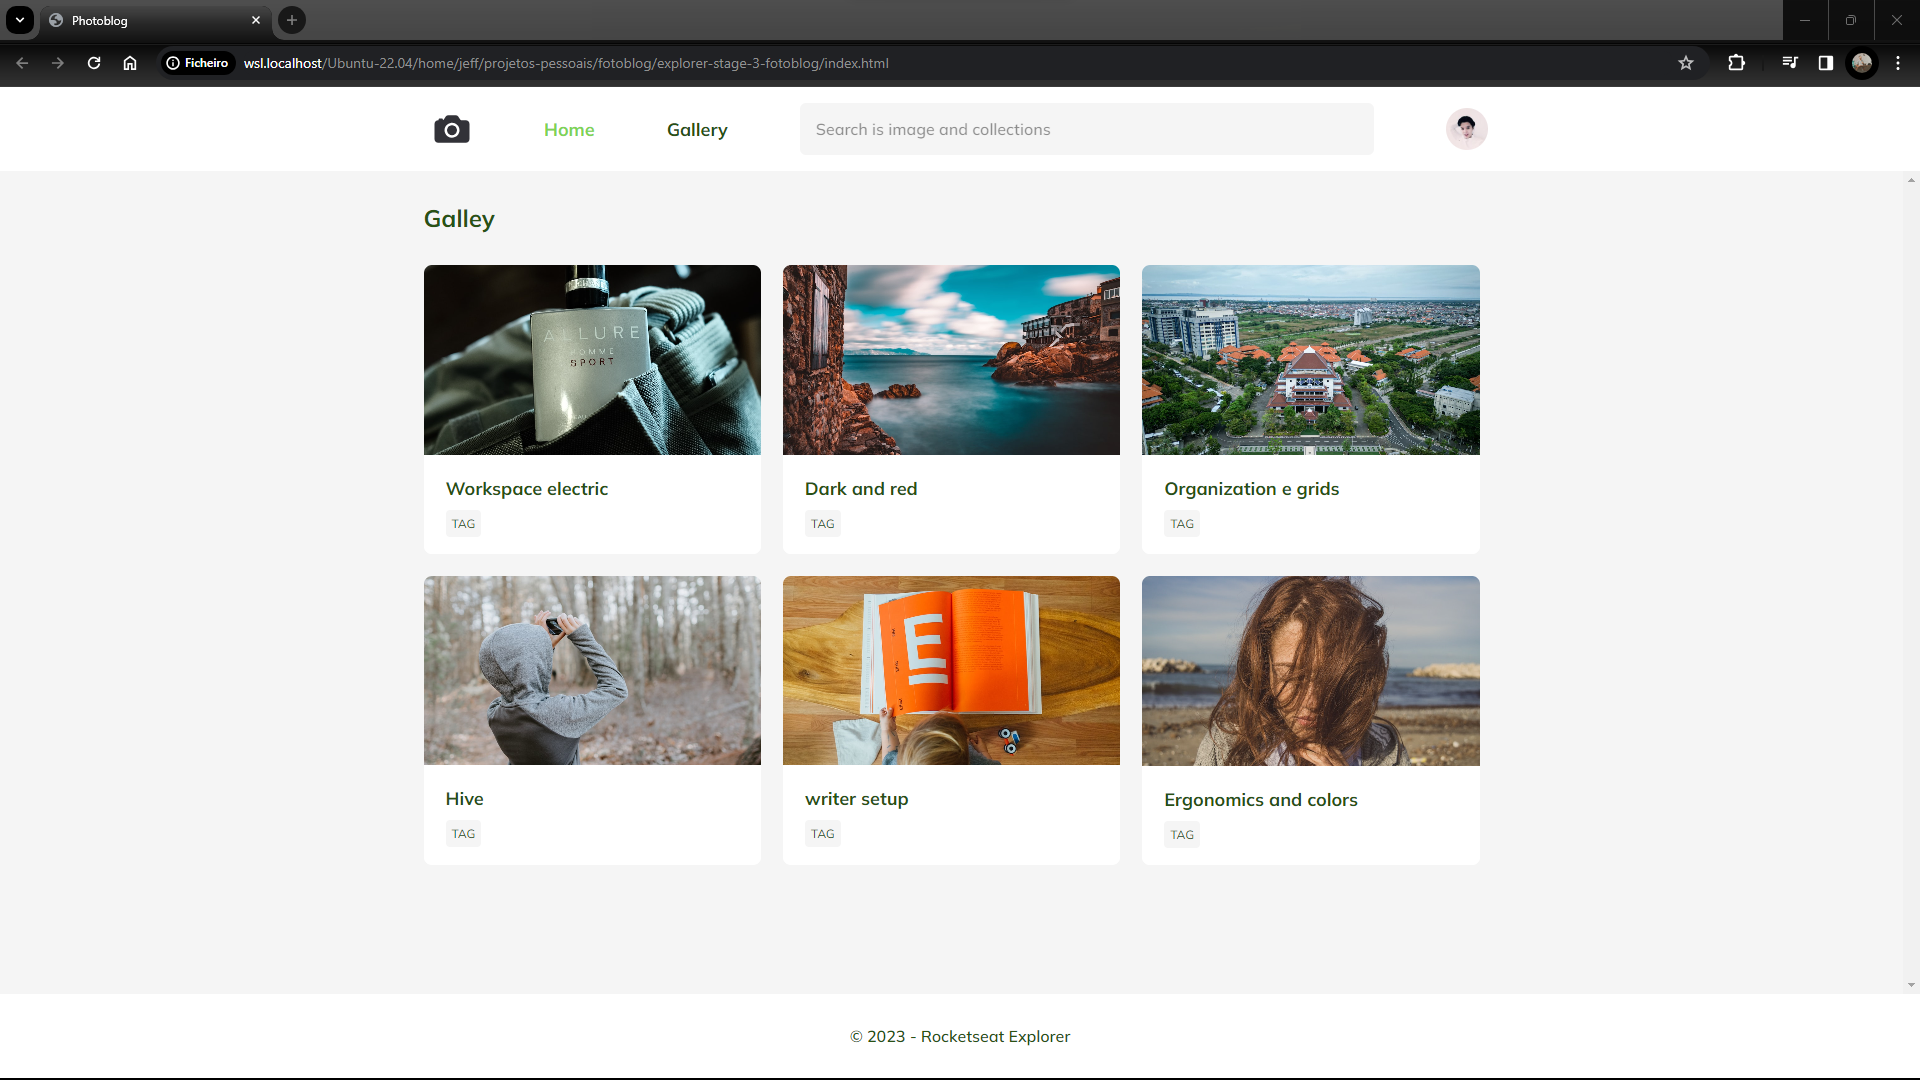 Photoblog
Ficheiro wsl.localhost/Ubuntu-22.04/home/jeff/projetos-pessoais/fotoblog/explorer-stage-3-fotoblog/index.html
Home Gallery Search is image and collections
Galley
ALLURE
HOMME
SPORT
Workspace electric
TAG
Dark and red
TAG
Organization e grids
TAG
E
Hive
TAG
writer setup
TAG
Ergonomics and colors
TAG
© 2023 - Rocketseat Explorer